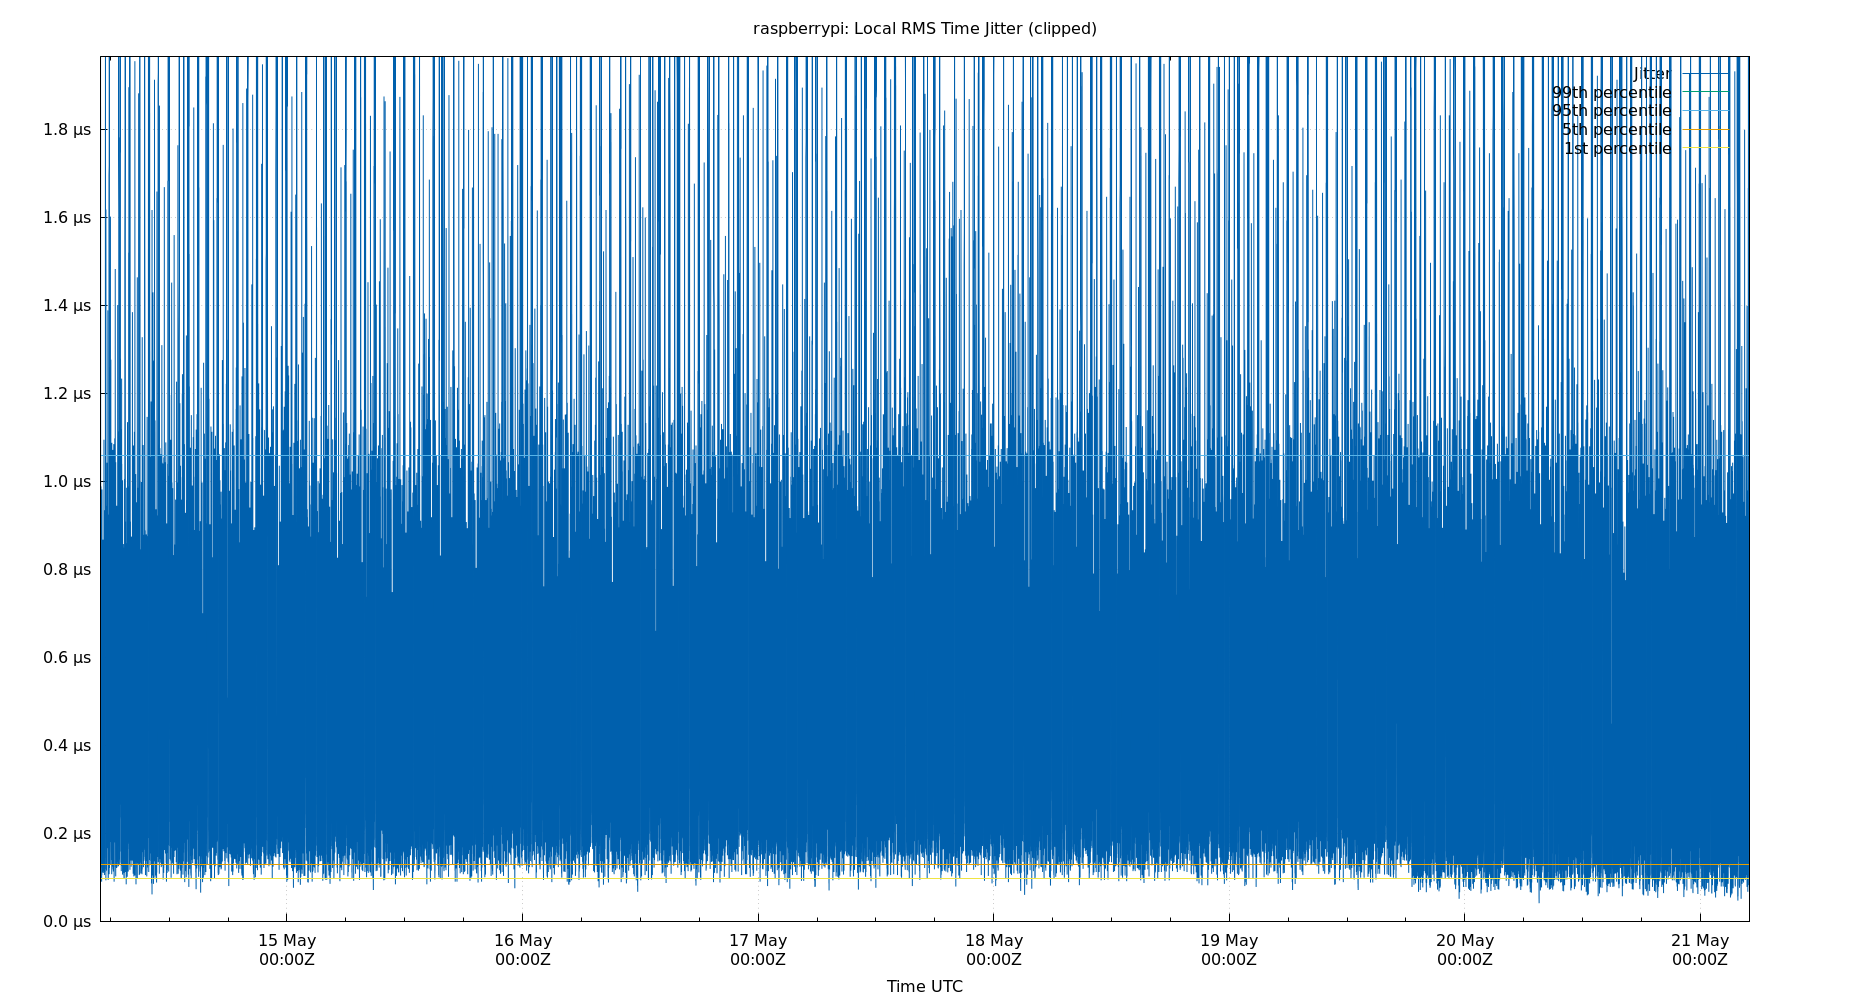 raspberrypi: Local RMS Time Jitter (clipped)
Jitter
99th percentile
95th percentile
5th percentile
1st percentile
1.8 μs
1.6 μs
1.4 μs
1.2 μs
1.0 μs
0.8 μs
0.6 μs
0.4 μs
0.2 μs
0.0 μs
15 May 16 May 17 May 18 May 19 May 20 May 21 May
00:00Z 00:00Z 00:00Z 00:00Z 00:00Z 00:00Z 00:00Z
Time UTC